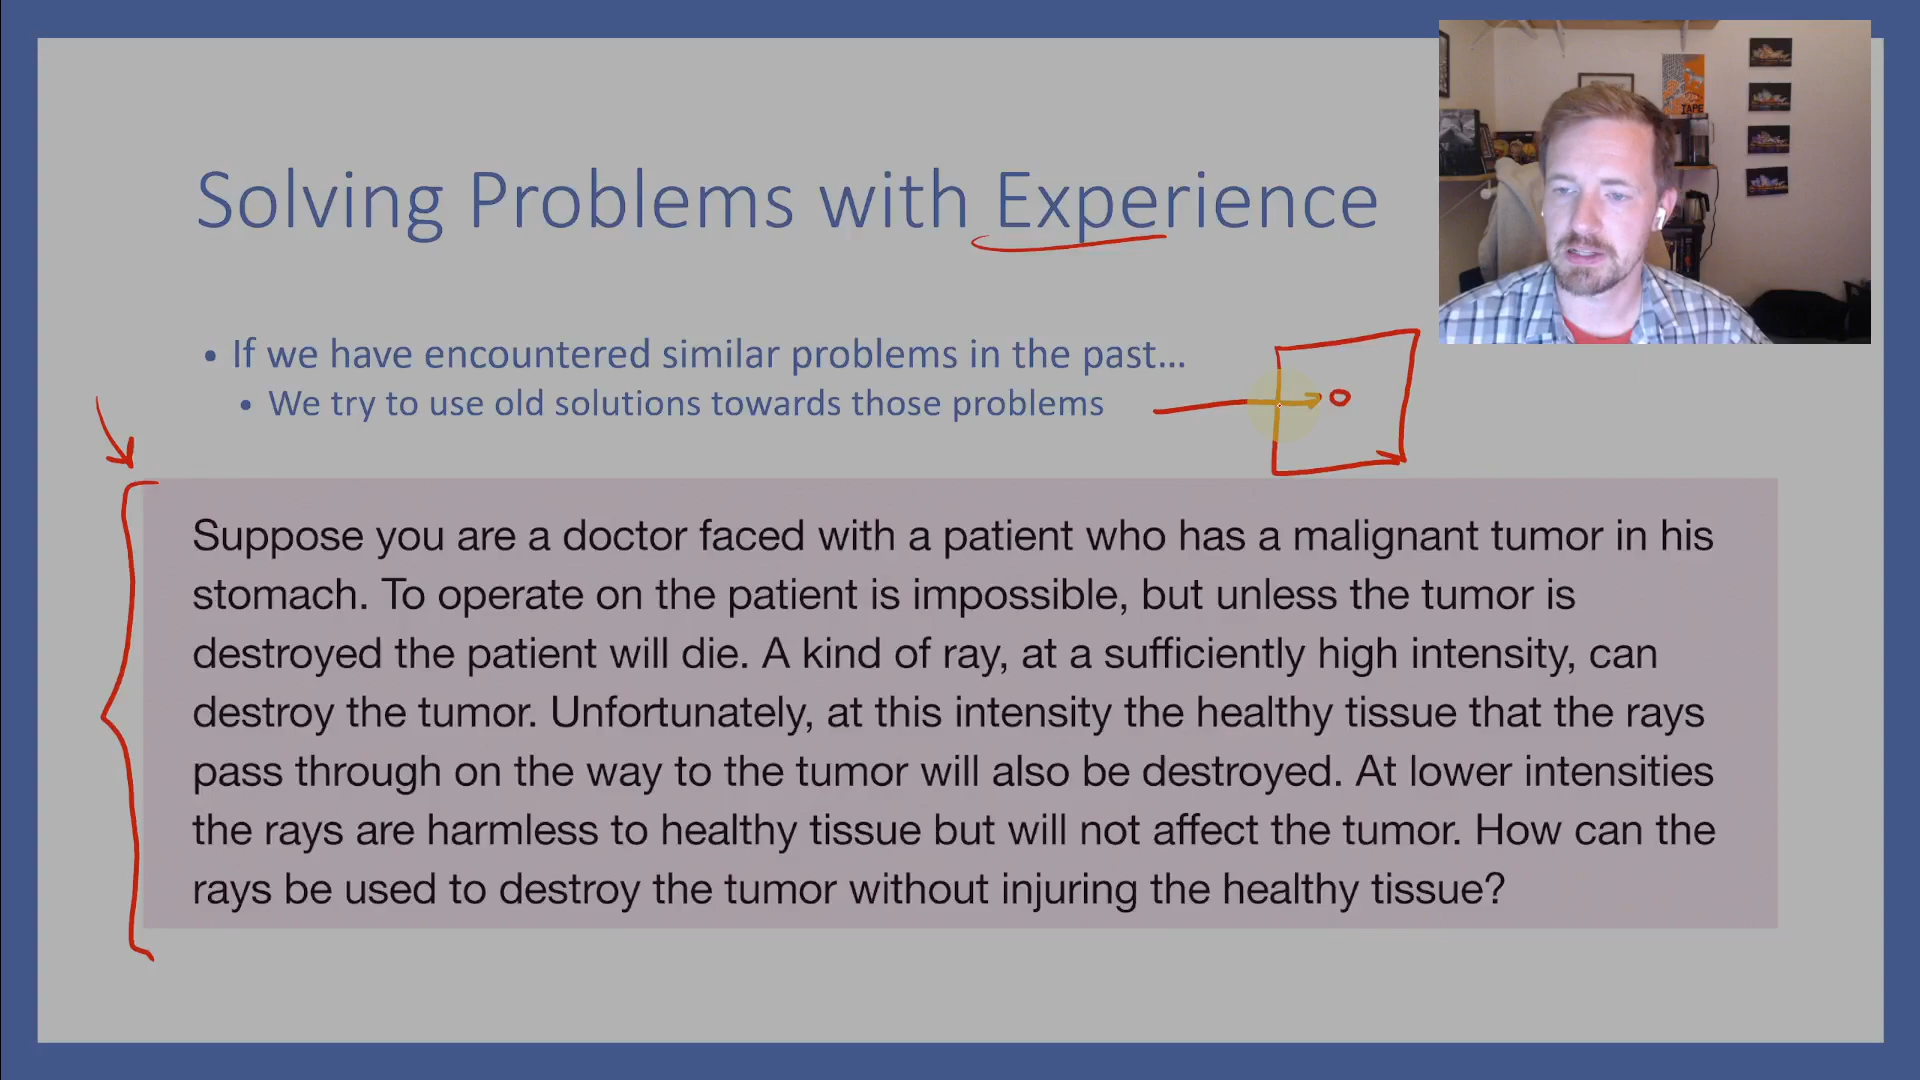 Solving Problems with Experience
TAPE
• If we have encountered similar problems in the past...
• We try to use old solutions towards those problems
Suppose you are a doctor faced with a patient who has a malignant tumor in his
stomach. To operate on the patient is impossible, but unless the tumor is
destroyed the patient will die. A kind of ray, at a sufficiently high intensity, can
destroy the tumor. Unfortunately, at this intensity the healthy tissue that the rays
pass through on the way to the tumor will also be destroyed. At lower intensities
the rays are harmless to healthy tissue but will not affect the tumor. How can the
rays be used to destroy the tumor without injuring the healthy tissue?